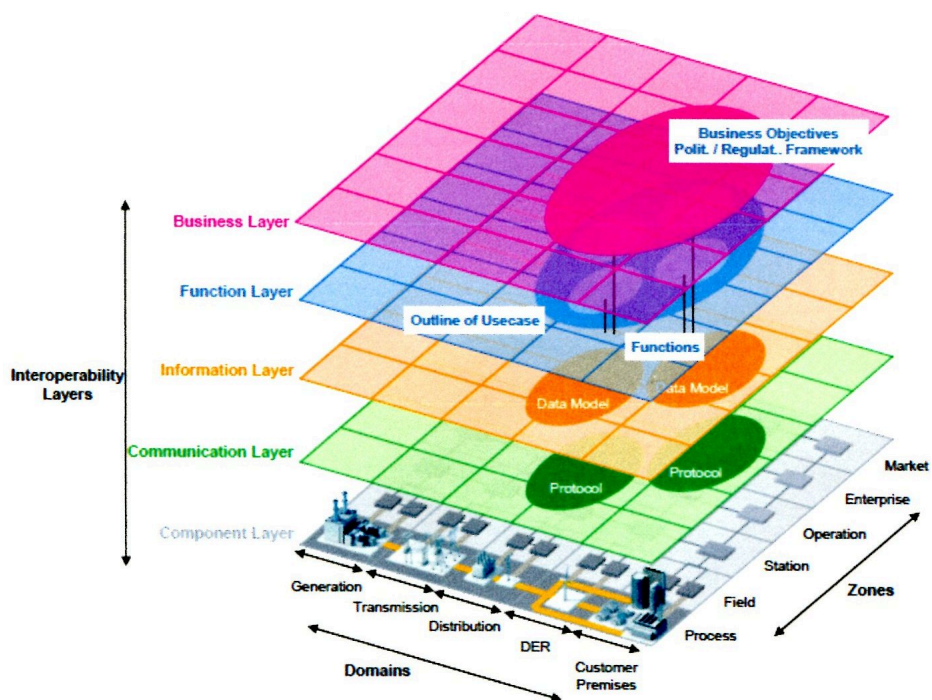 Business Objectives
Polit. / Regulat.. Framework
Business Layer
Function Layer
Outline of Usecase
Functions
Information Layer
Interoperability
Layers
Data Model
Data Model
Communication Layer
Protocol
Protocol
Component Layer
Market
Enterprise
Operation
Station
Field
Process
Zones
Generation
Transmission
Distribution
DER
Customer
Premises
Domains